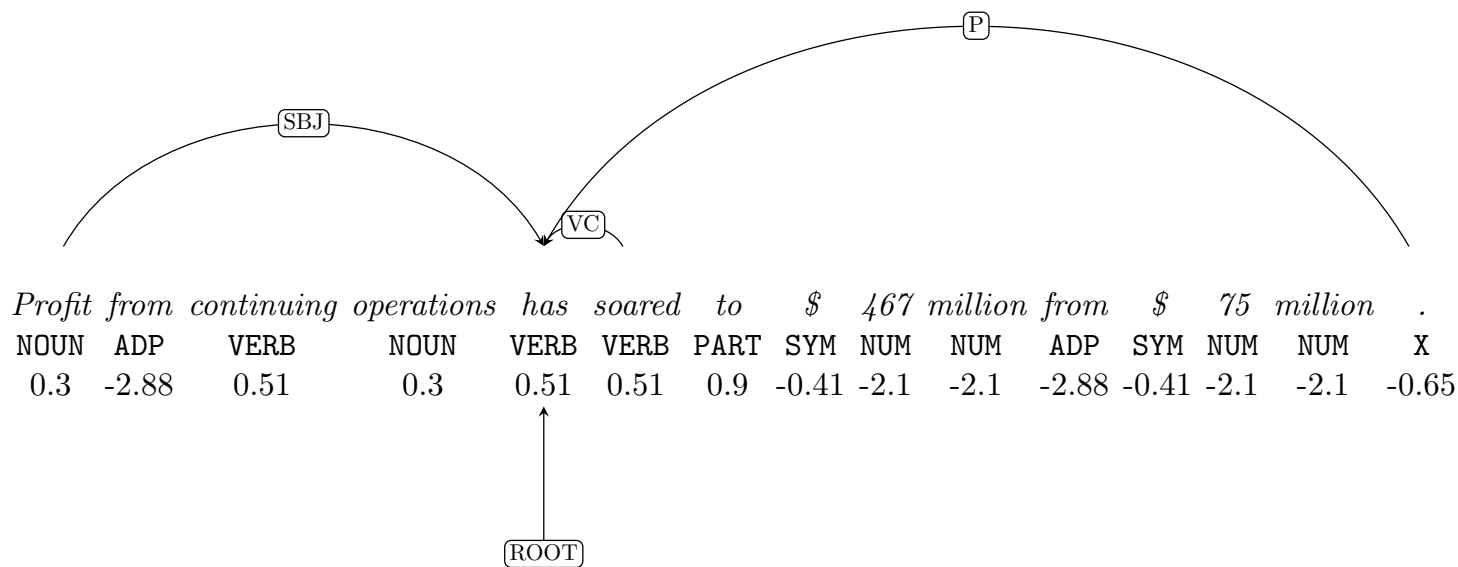 P
SBJ
VC
Profit from continuing operations has soared to $ 467 million from $ 75 million .
NOUN ADP VERB NOUN VERB VERB PART SYM NUM NUM ADP SYM NUM NUM X
0.3 -2.88 0.51 0.3 0.51 0.51 0.9 -0.41 -2.1 -2.1 -2.88 -0.41 -2.1 -2.1 -0.65
ROOT